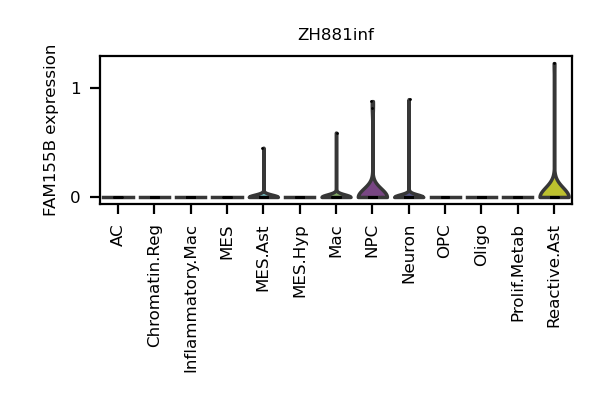 ZH881inf
FAM155B expression
1
0
AC
Chromatin.Reg
Inflammatory.Mac
MES
MES.Ast
MES.Hyp
Mac
NPC
Neuron
OPC
Oligo
Prolif.Metab
Reactive.Ast